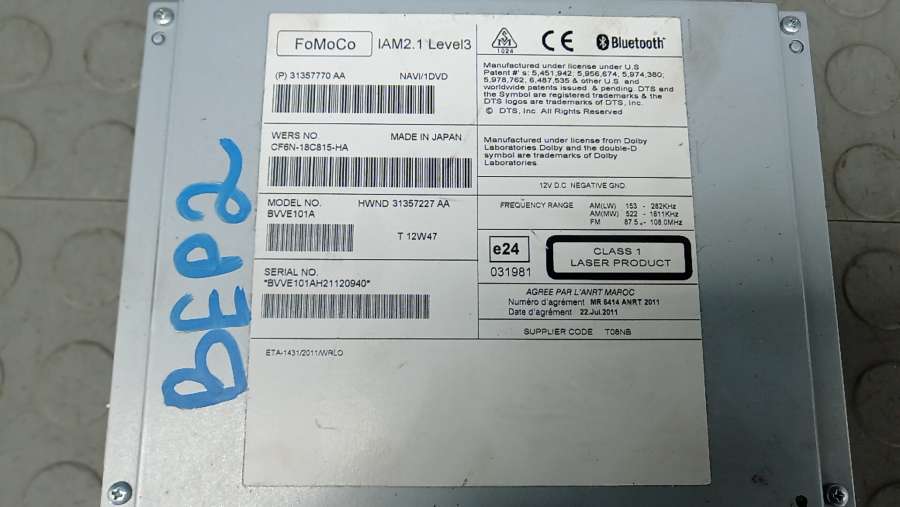 FoMoCo IAM2.1 Level3
(P) 31357770 AA NAVI/1DVD
WERS NO. MADE IN JAPAN
CF6N-18C815-HA
MODEL NO. HWND 31357227 AA
BVVE101A
T 12W47
SERIAL NO.
*BVVE101AH21120940*
ETA-1431/2011/WRLO
1024 CE Bluetooth
Manufactured under license under U.S
Patent #' s: 5,451,942, 5,956,674, 5,974,380,
5,978,762, 6,487,535 & other U.S. and
worldwide patents issued. & pending. DTS and
the Symbol are registered trademarks & the
DTS logos are trademarks of DTS, Inc.
© DTS, Inc All Rights Reserved
Manufactured under license from Dolby
Laboratories.Dolby and the double-D
symbol are trademarks of Dolby
Laboratories.
12V D.C NEGATIVE GND.
FREQUENCY RANGE AM(LW) 153 - 282KHz
AM(MW) 522 - 1611KHz
FM 87.5 - 108.0MHz
e24
031981
CLASS 1
LASER PRODUCT
AGREE PAR L'ANRT MAROC
Numéro d'agrément MR 6414 ANRT 2011
Date d'agrément 22.Jul.2011
SUPPLIER CODE T08NB
BEP2